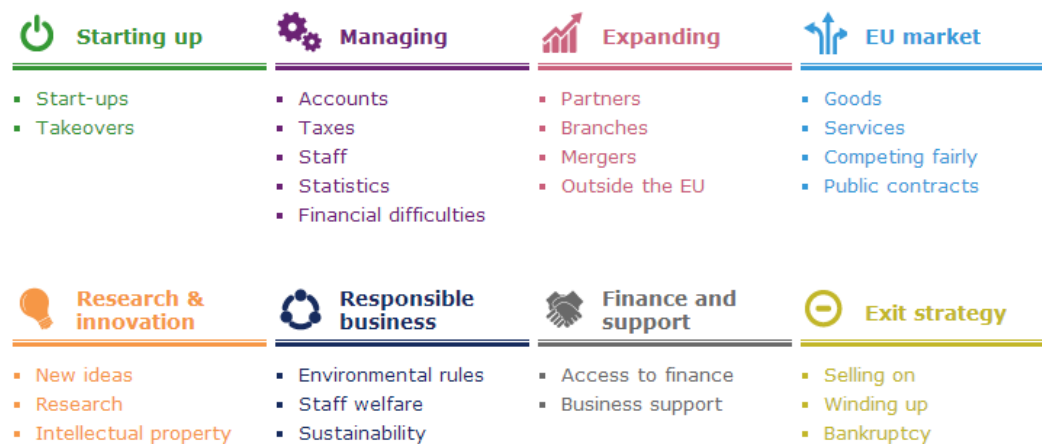 Starting up
Start-ups
Takeovers
Managing
Accounts
Taxes
Staff
Statistics
Financial difficulties
Expanding
Partners
Branches
Mergers
Outside the EU
EU market
Goods
Services
Competing fairly
Public contracts
Research &
innovation
New ideas
Research
Intellectual property
Responsible
business
Environmental rules
Staff welfare
Sustainability
Finance and
support
Access to finance
Business support
Exit strategy
Selling on
Winding up
Bankruptcy